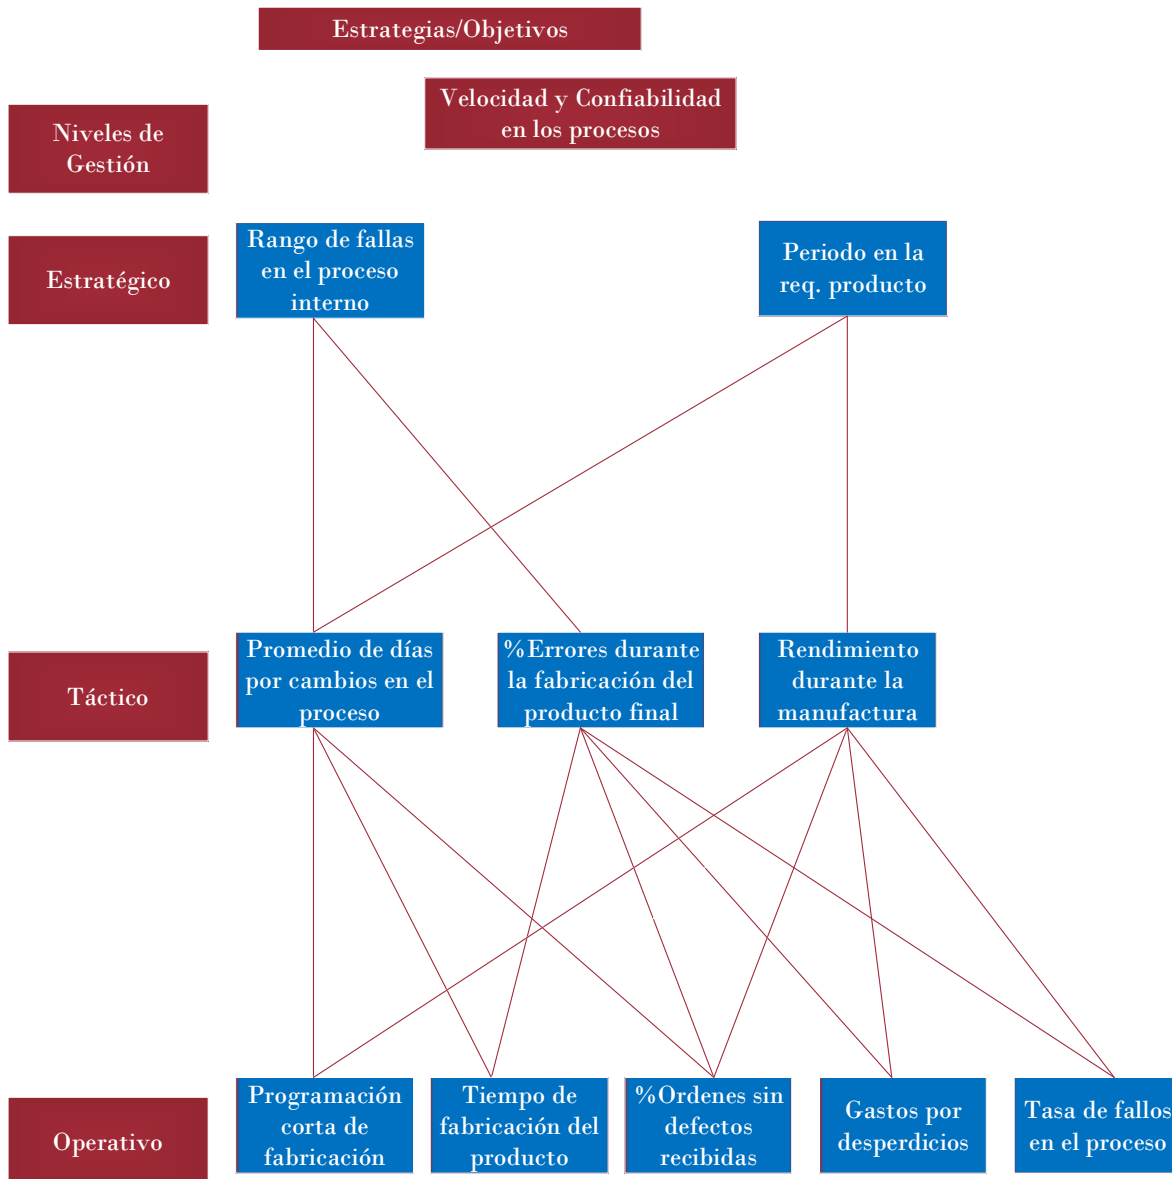 Estrategias/Objetivos
Velocidad y Confiabilidad
en los procesos
Niveles de
Gestión
Estratégico
Rango de fallas
en el proceso
interno
Periodo en la
req. producto
Táctico
Promedio de días
por cambios en el
proceso
%Errores durante
la fabricación del
producto final
Rendimiento
durante la
manufactura
Operativo
Programación
corta de
fabricación
Tiempo de
fabricación del
producto
%Ordenes sin
defectos
recibidas
Gastos por
desperdicios
Tasa de fallos
en el proceso